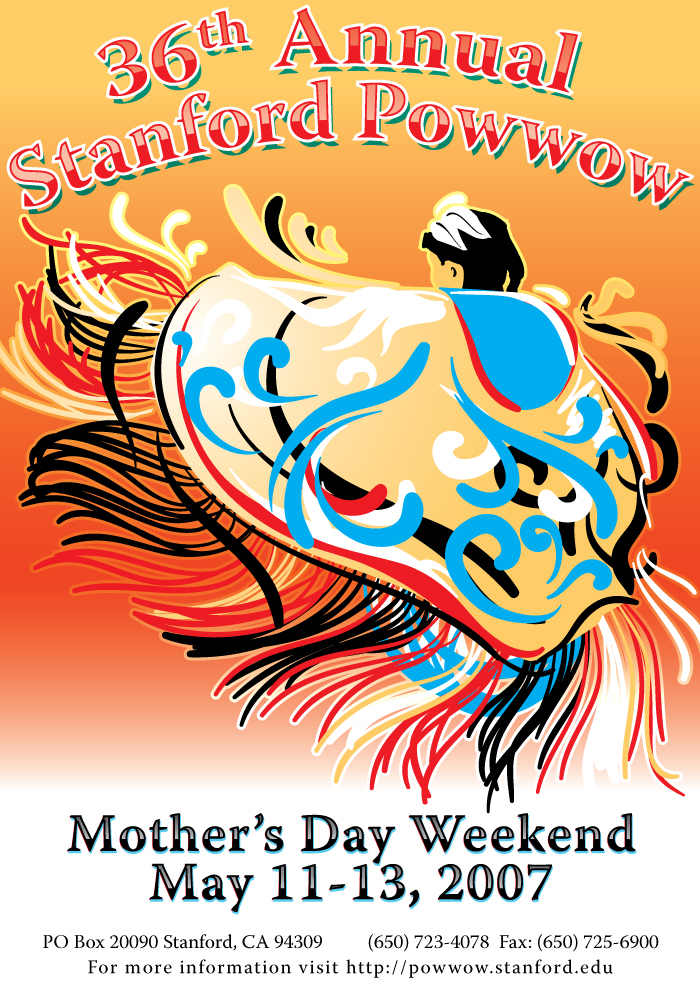 36th Annual
Stanford Powwow
Mother's Day Weekend
May 11-13, 2007
PO Box 20090 Stanford, CA 94309 (650) 723-4078 Fax: (650) 725-6900
For more information visit http://powwow.stanford.edu